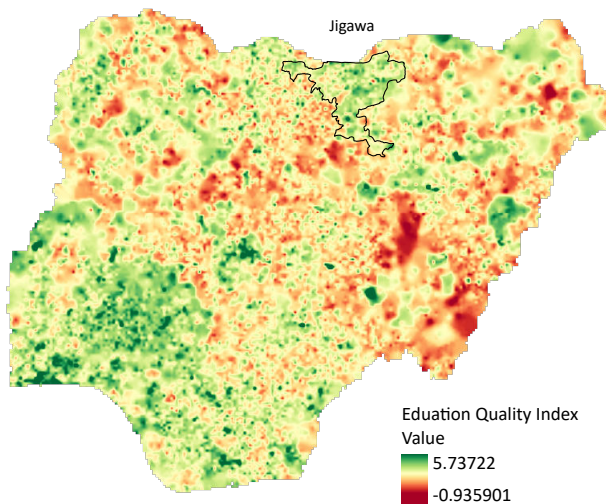 Jigawa
Eduation Quality Index
Value
5.73722
-0.935901